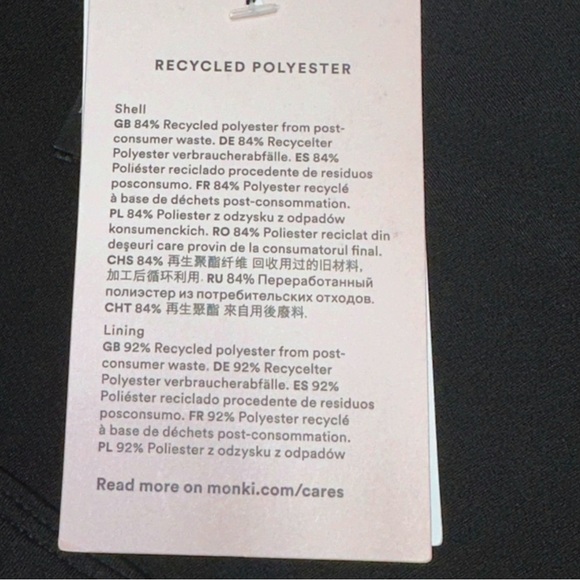 RECYCLED POLYESTER
Shell
GB 84% Recycled polyester from post-
consumer waste. DE 84% Recycelter
Polyester verbraucherabfälle. ES 84%
Poliéster reciclado procedente de residuos
posconsumo. FR 84% Polyester recyclé
à base de déchets post-consommation.
PL 84% Poliester z odzysku z odpadów
konsumenckich. RO 84% Poliester reciclat din
deșeuri care provin de la consumatorul final.
CHS 84% 再生聚酯纤维 回收用过的旧材料,
加工后循环利用. RU 84% Переработанный
полиэстер из потребительских отходов.
CHT 84% 再生聚酯 來自用後廢料.
Lining
GB 92% Recycled polyester from post-
consumer waste. DE 92% Recycelter
Polyester verbraucherabfälle. ES 92%
Poliéster reciclado procedente de residuos
posconsumo. FR 92% Polyester recyclé
à base de déchets post-consommation.
PL 92% Poliester z odzysku z odpadów
Read more on monki.com/cares